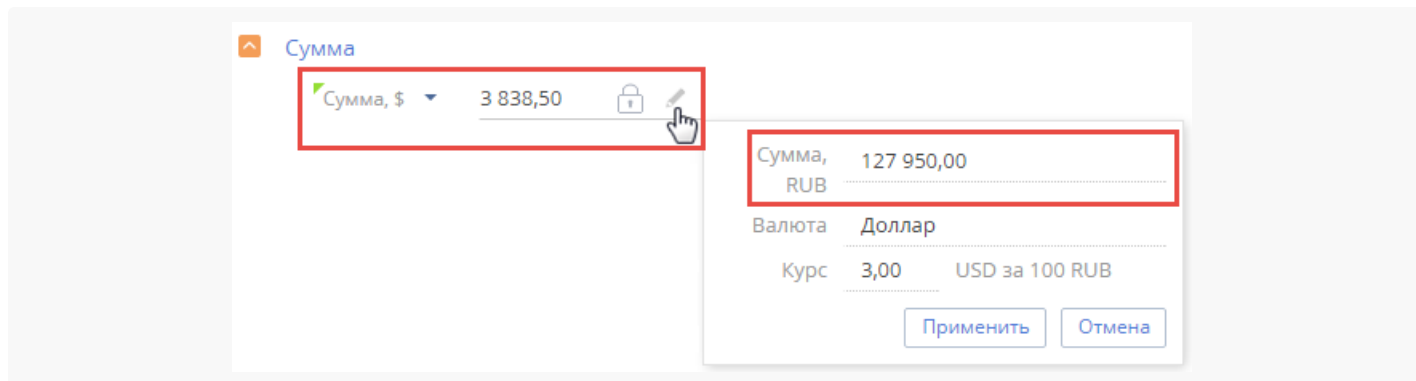 Сумма
Сумма, $ 3 838,50
Сумма, RUB 127 950,00
Валюта Доллар
Курс 3,00 USD за 100 RUB
Применить Отмена